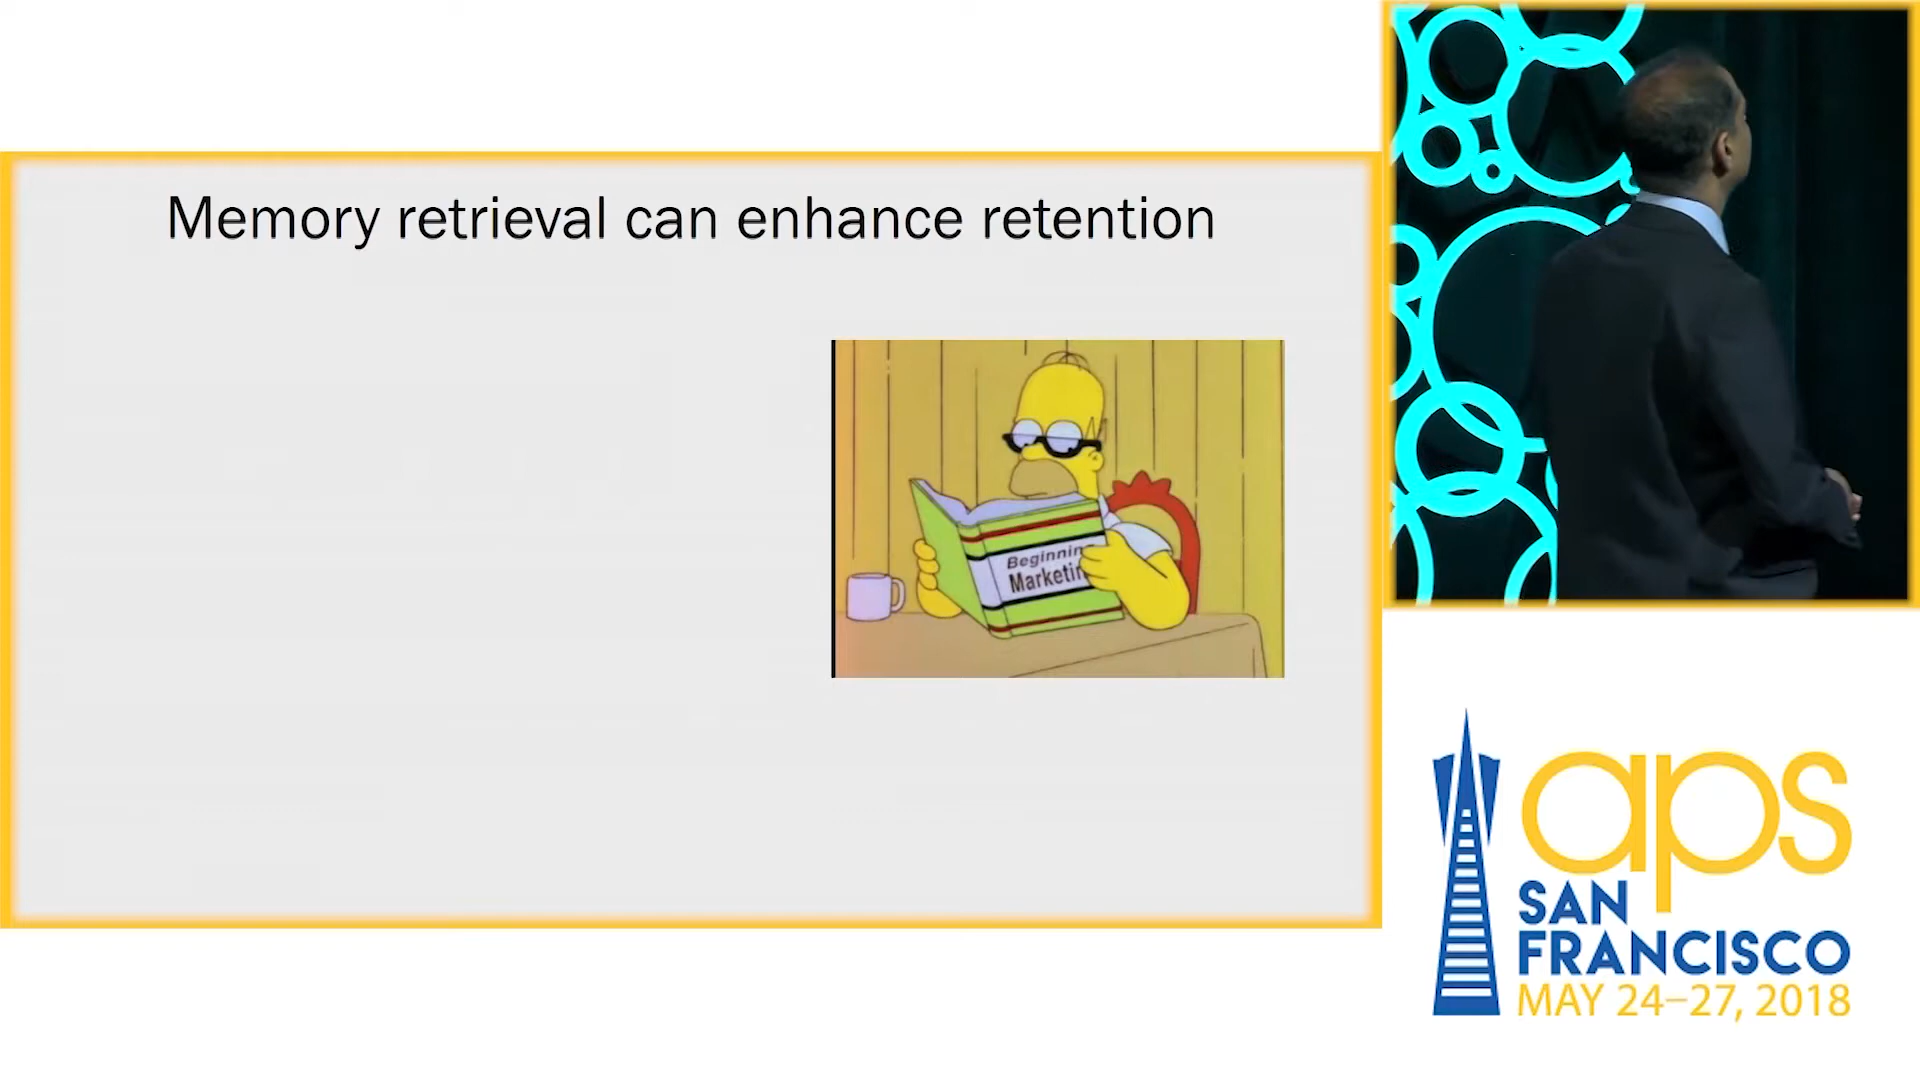 Memory retrieval can enhance retention
Beginnin
Marketin
aps
SAN
FRANCISCO
MAY 24–27, 2018